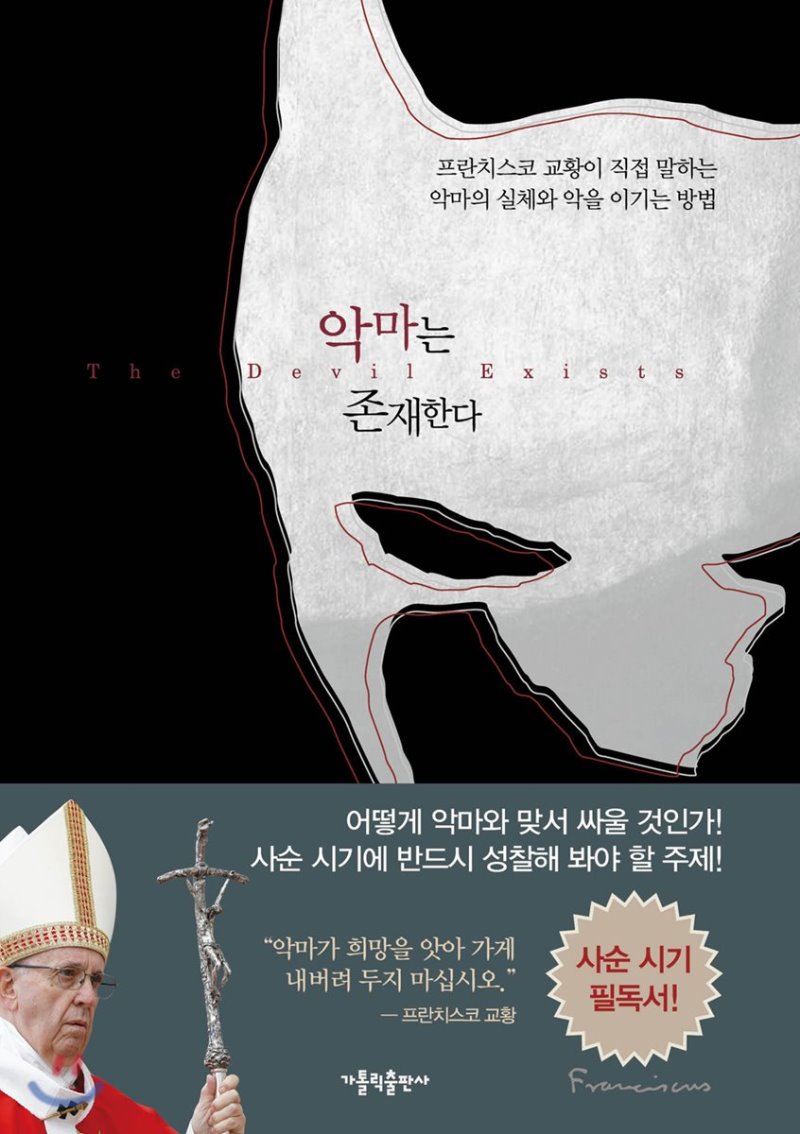 프란치스코 교황이 직접 말하는
악마의 실체와 악을 이기는 방법
악마는
The Devil Exists
존재한다
어떻게 악마와 맞서 싸울 것인가!
사순 시기에 반드시 성찰해 봐야 할 주제!
“악마가 희망을 앗아 가게
내버려 두지 마십시오.”
― 프란치스코 교황
사순 시기
필독서!
가톨릭출판사
Franciscus